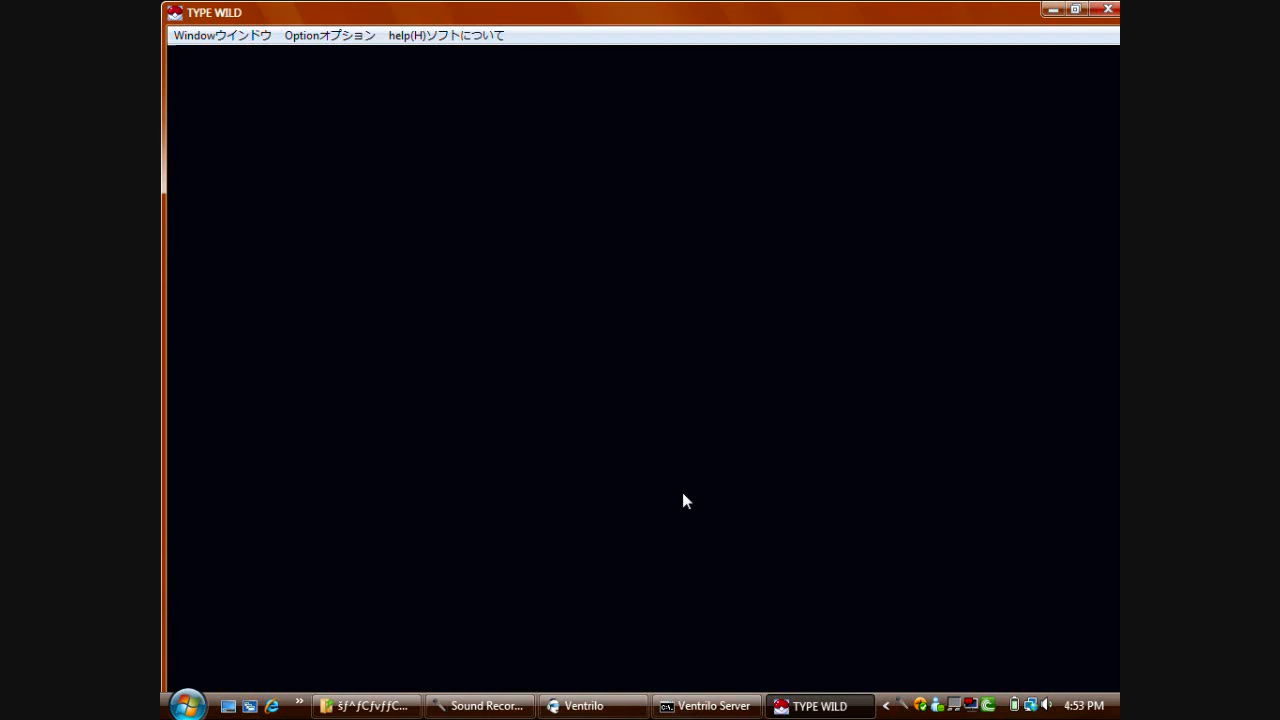 TYPE WILD
Windowウインドウ Optionオプション help(H)ソフトについて
šƒ^ƒCƒvƒƒC... Sound Recor... Ventrilo Ventrilo Server TYPE WILD < 4:53 PM